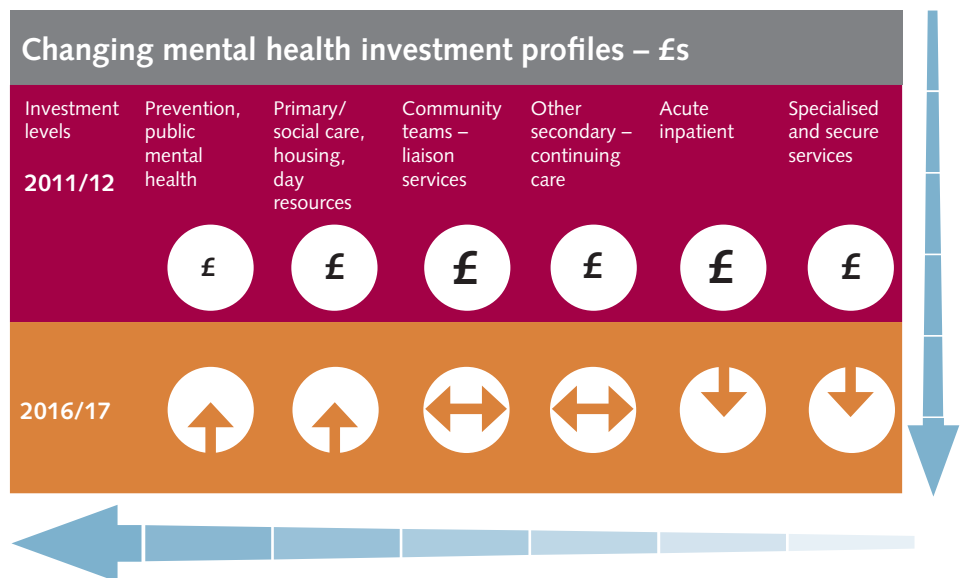 Changing mental health investment profiles – £s
Investment
levels
2011/12
Prevention,
public
mental
health
Primary/
social care,
housing,
day
resources
Community
teams –
liaison
services
Other
secondary –
continuing
care
Acute
inpatient
Specialised
and secure
services
£ £ £ £ £ £
2016/17